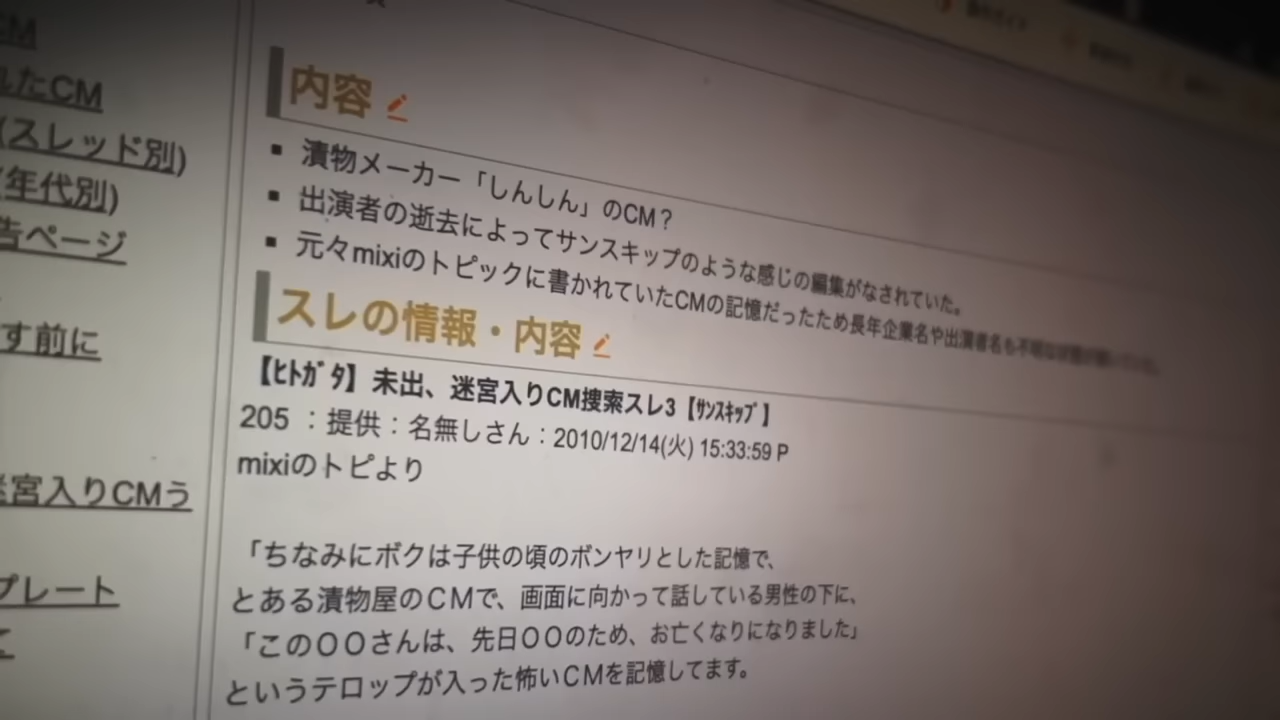 CM
れたCM
(スレッド別)
(年代別)
告ページ
す前に
迷宮入りCMう
プレート
内容
▪ 漬物メーカー「しんしん」のCM？
▪ 出演者の逝去によってサンスキップのような感じの編集がなされていた。
▪ 元々mixiのトピックに書かれていたCMの記憶だったため長年企業名や出演者名も不明な状態が
スレの情報・内容
【ﾋﾄｶﾞﾀ】未出、迷宮入りCM捜索スレ3【ｻﾝｽｷｯﾌﾟ】
205 ：提供：名無しさん：2010/12/14(火) 15:33:59 P
mixiのトピより
「ちなみにボクは子供の頃のボンヤリとした記憶で、
とある漬物屋のＣＭで、画面に向かって話している男性の下に、
「このＯＯさんは、先日ＯＯのため、お亡くなりになりました」
というテロップが入った怖いＣＭを記憶してます。